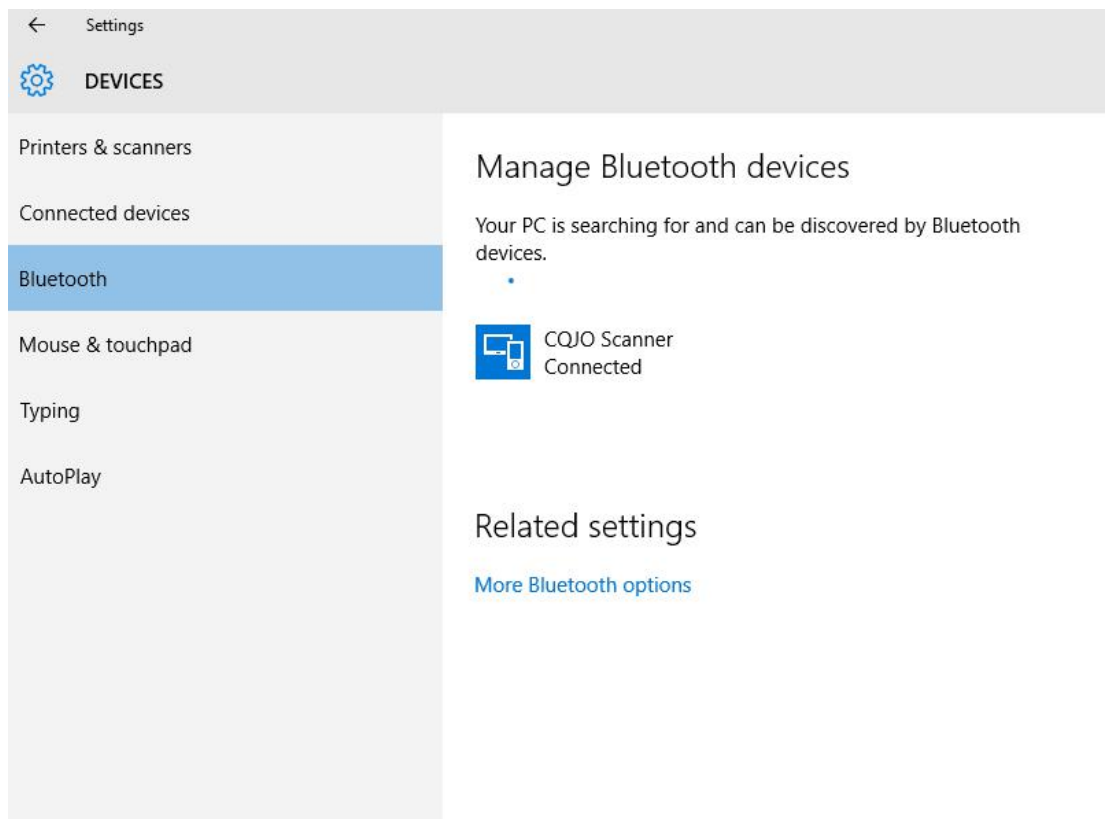 Settings
DEVICES
Printers & scanners
Connected devices
Bluetooth
Mouse & touchpad
Typing
AutoPlay
Manage Bluetooth devices
Your PC is searching for and can be discovered by Bluetooth
devices.
CQJO Scanner
Connected
Related settings
More Bluetooth options